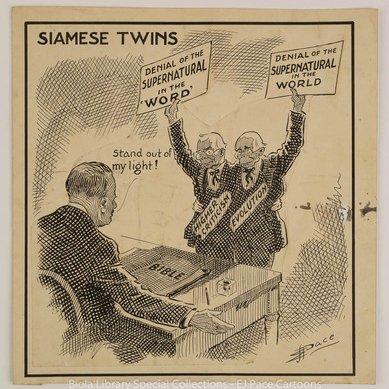 SIAMESE TWINS
DENIAL OF THE
SUPERNATURAL
IN THE
'WORD'
DENIAL OF THE
SUPERNATURAL
IN THE
WORLD
Stand out of
my light!
HIGHER
CRITICISM
EVOLUTION
BIBLE
EJPace
Biola Library Special Collections - EJ Pace Cartoons